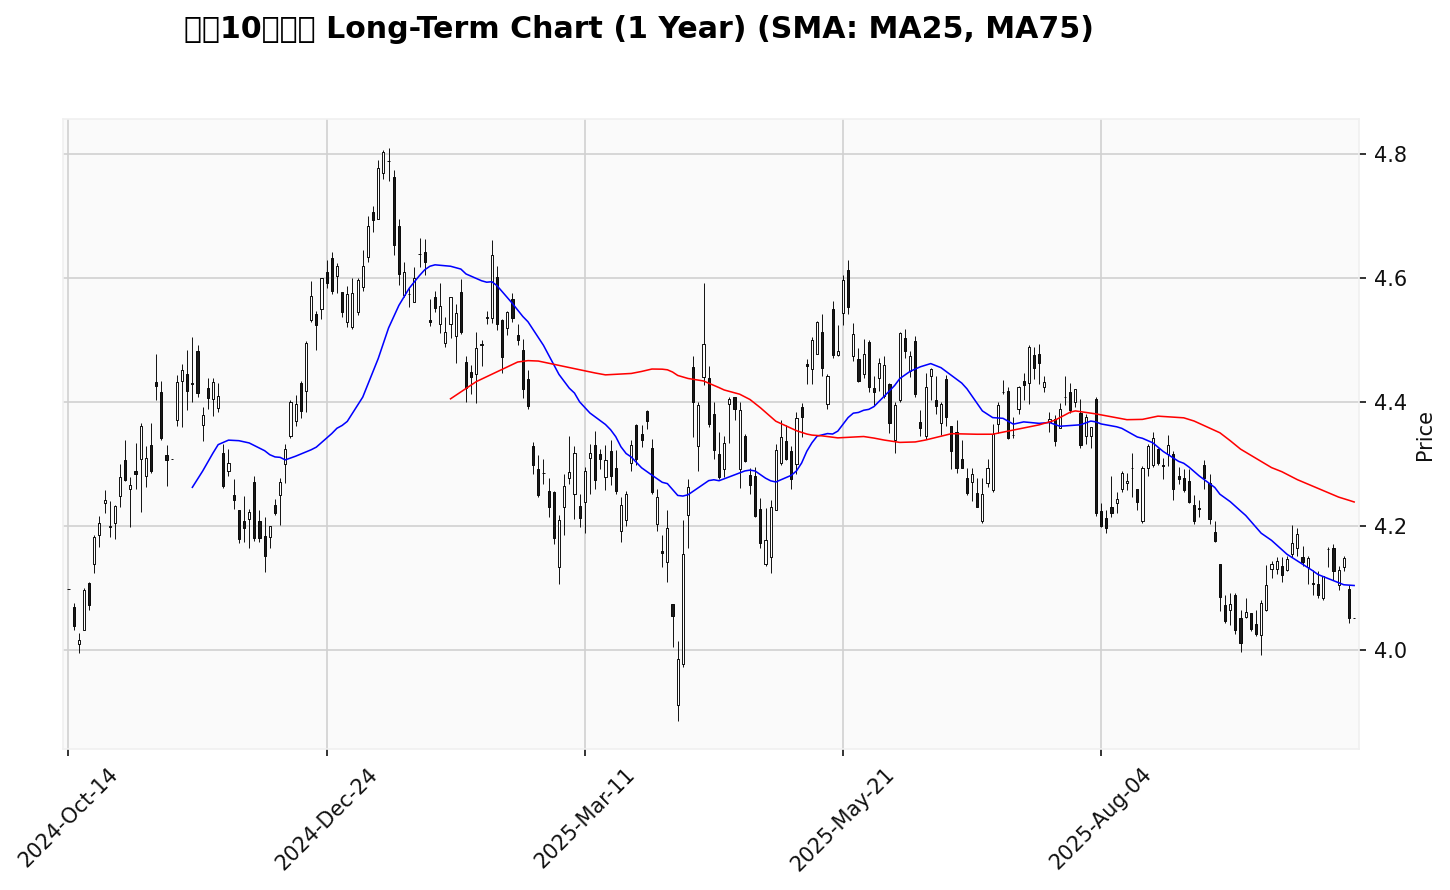 10 Long-Term Chart (1 Year) (SMA: MA25, MA75)
4.8
4.6
4.4
4.2
4.0
Price
2024-Oct-14
2024-Dec-24
2025-Mar-11
2025-May-21
2025-Aug-04